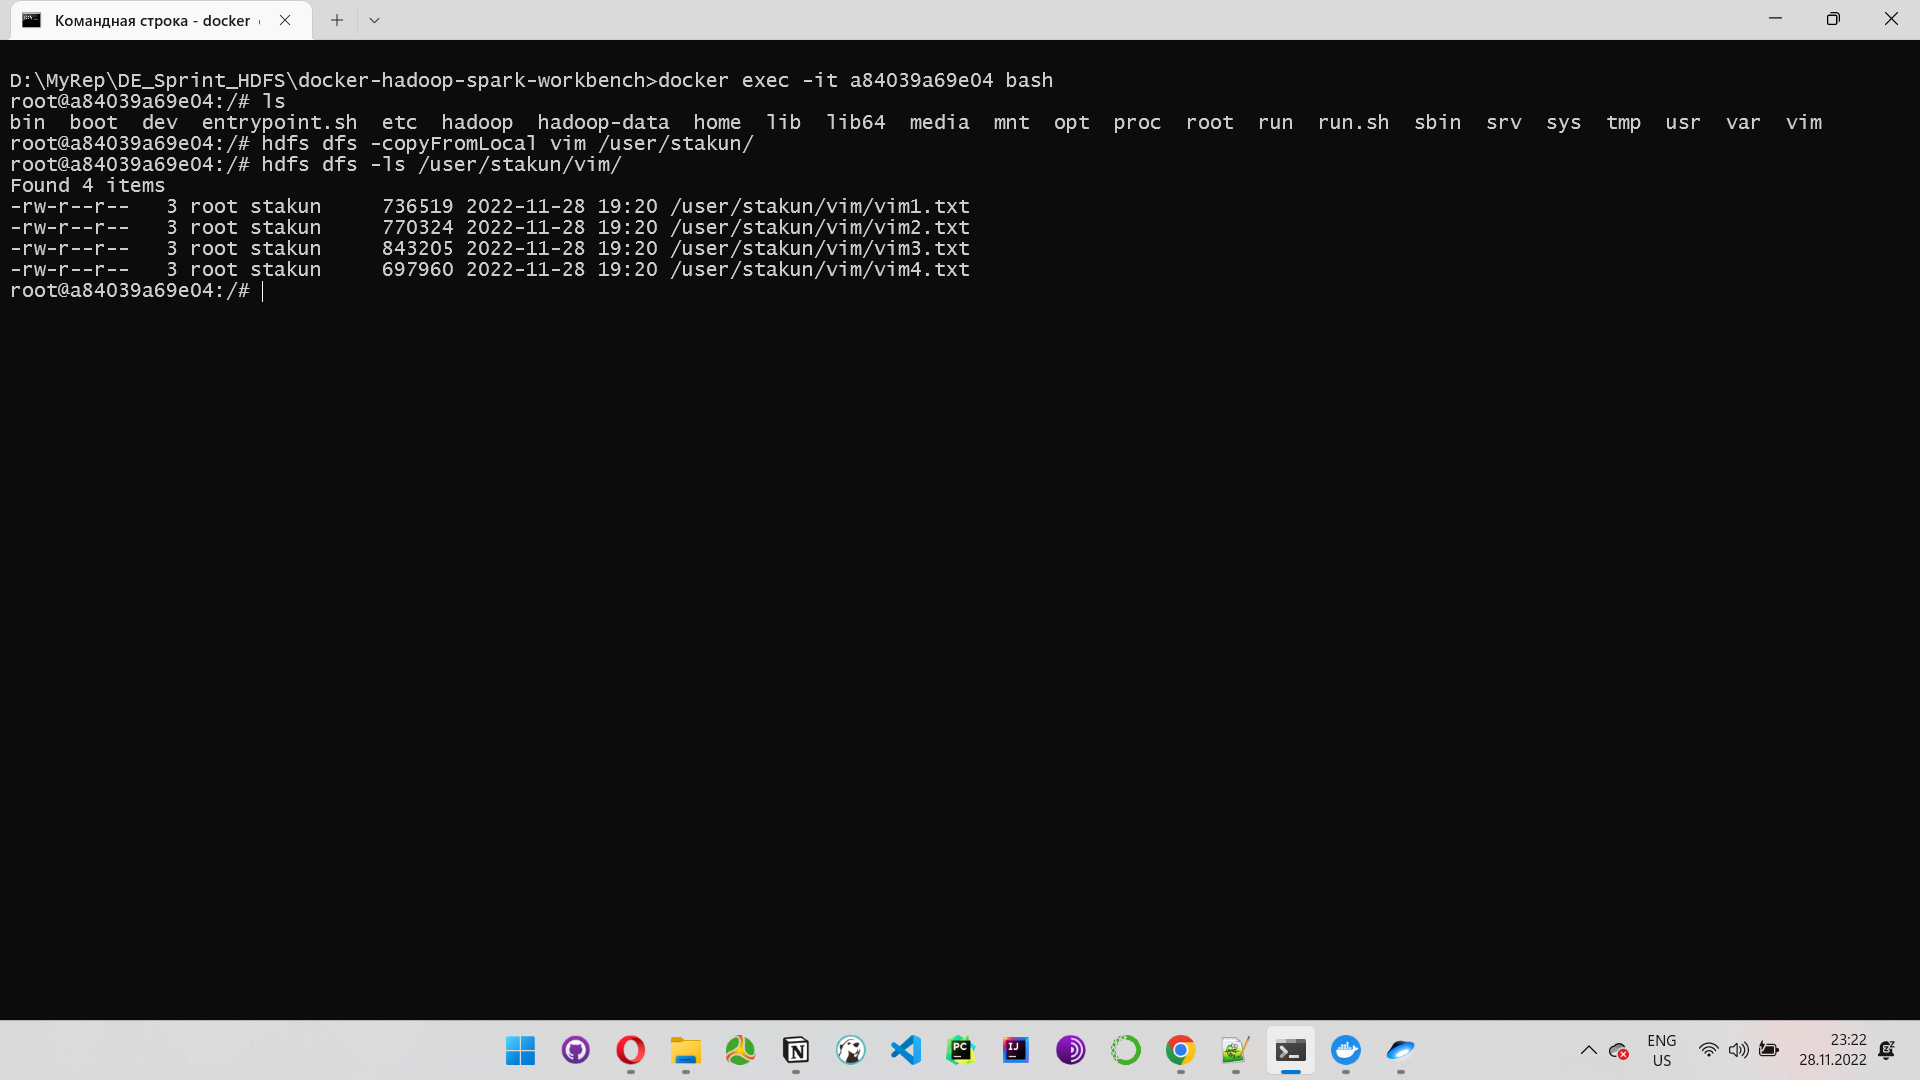 Командная строка - docker
D:\MyRep\DE_Sprint_HDFS\docker-hadoop-spark-workbench>docker exec -it a84039a69e04 bash
root@a84039a69e04:/# ls
bin  boot  dev  entrypoint.sh  etc  hadoop  hadoop-data  home  lib  lib64  media  mnt  opt  proc  root  run  run.sh  sbin  srv  sys  tmp  usr  var  vim
root@a84039a69e04:/# hdfs dfs -copyFromLocal vim /user/stakun/
root@a84039a69e04:/# hdfs dfs -ls /user/stakun/vim/
Found 4 items
-rw-r--r--   3 root stakun     736519 2022-11-28 19:20 /user/stakun/vim/vim1.txt
-rw-r--r--   3 root stakun     770324 2022-11-28 19:20 /user/stakun/vim/vim2.txt
-rw-r--r--   3 root stakun     843205 2022-11-28 19:20 /user/stakun/vim/vim3.txt
-rw-r--r--   3 root stakun     697960 2022-11-28 19:20 /user/stakun/vim/vim4.txt
root@a84039a69e04:/#
PC
IJ
ENG
US
23:22
28.11.2022